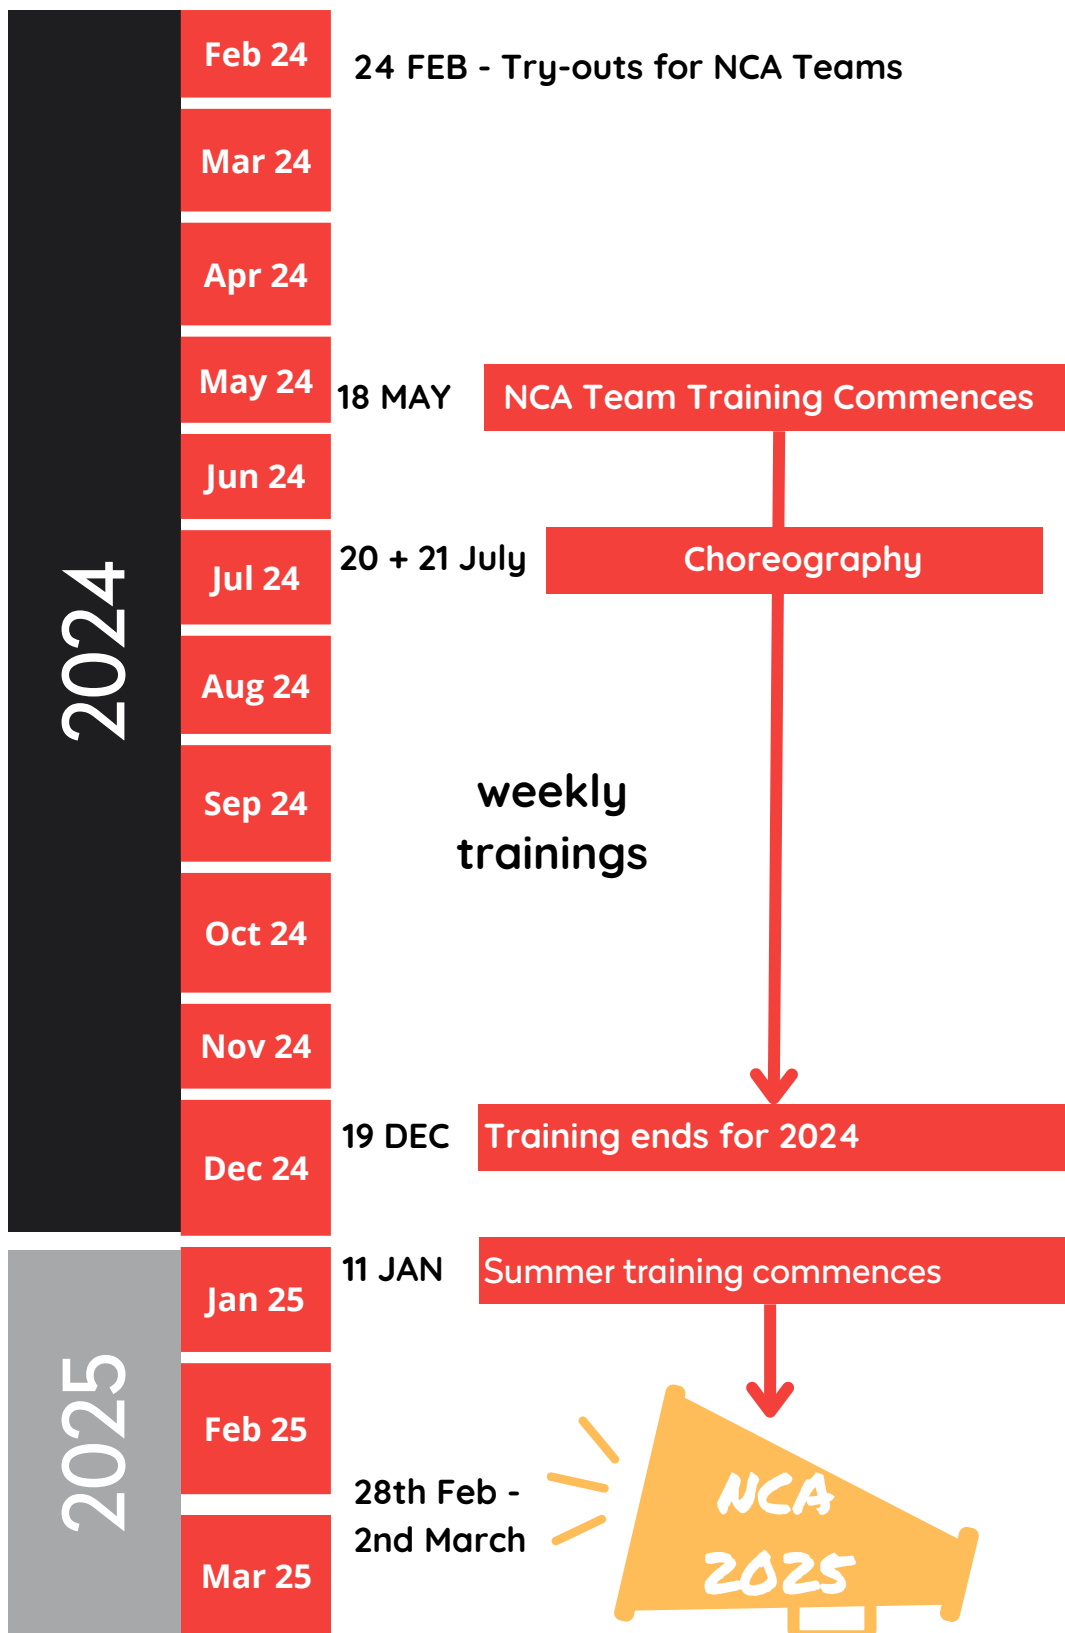 2024
Feb 24
24 FEB - Try-outs for NCA Teams
Mar 24
Apr 24
May 24
18 MAY
NCA Team Training Commences
Jun 24
Jul 24
20 + 21 July
Choreography
Aug 24
Sep 24
weekly
trainings
Oct 24
Nov 24
Dec 24
19 DEC
Training ends for 2024
2025
Jan 25
11 JAN
Summer training commences
Feb 25
28th Feb -
2nd March
Mar 25
NCA
2025